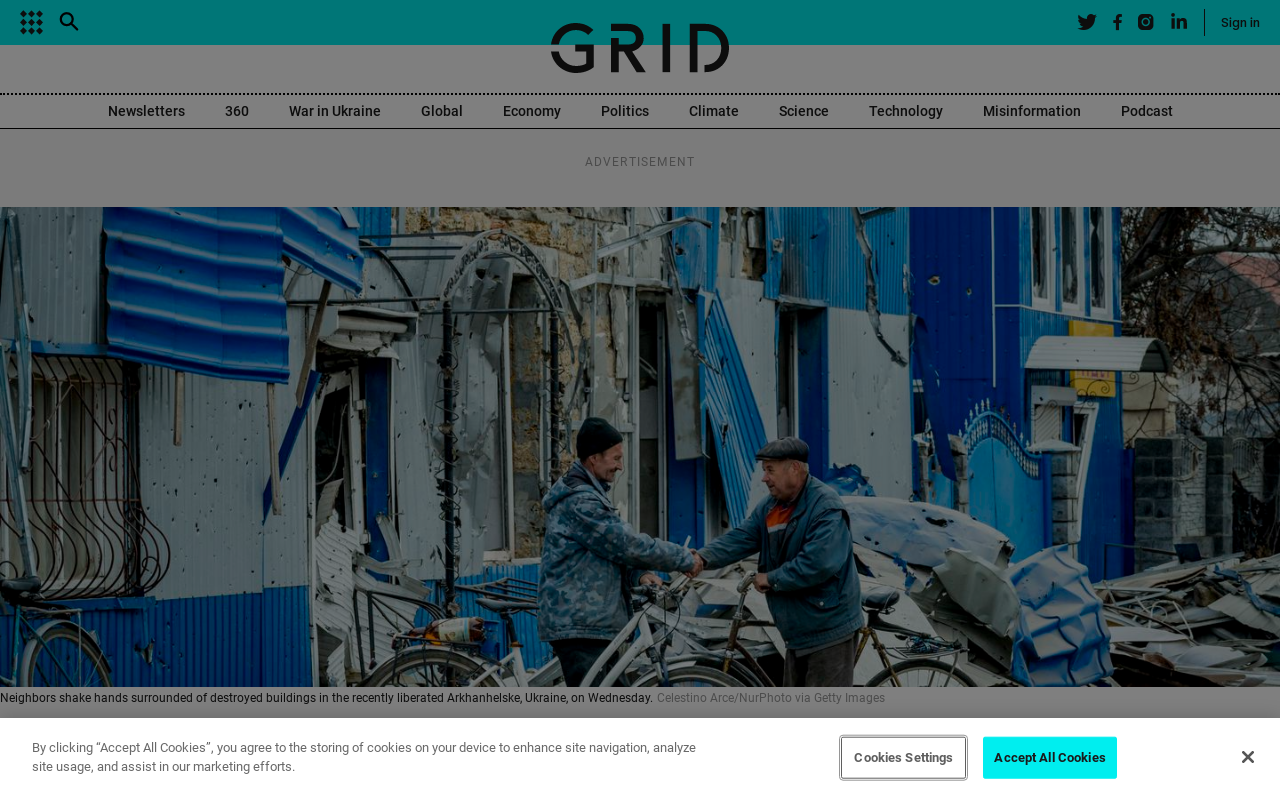 Sign in
GRID
Newsletters 360 War in Ukraine Global Economy Politics Climate Science Technology Misinformation Podcast
ADVERTISEMENT
Neighbors shake hands surrounded of destroyed buildings in the recently liberated Arkhanhelske, Ukraine, on Wednesday. Celestino Arce/NurPhoto via Getty Images
By clicking “Accept All Cookies”, you agree to the storing of cookies on your device to enhance site navigation, analyze
site usage, and assist in our marketing efforts.
Cookies Settings
Accept All Cookies